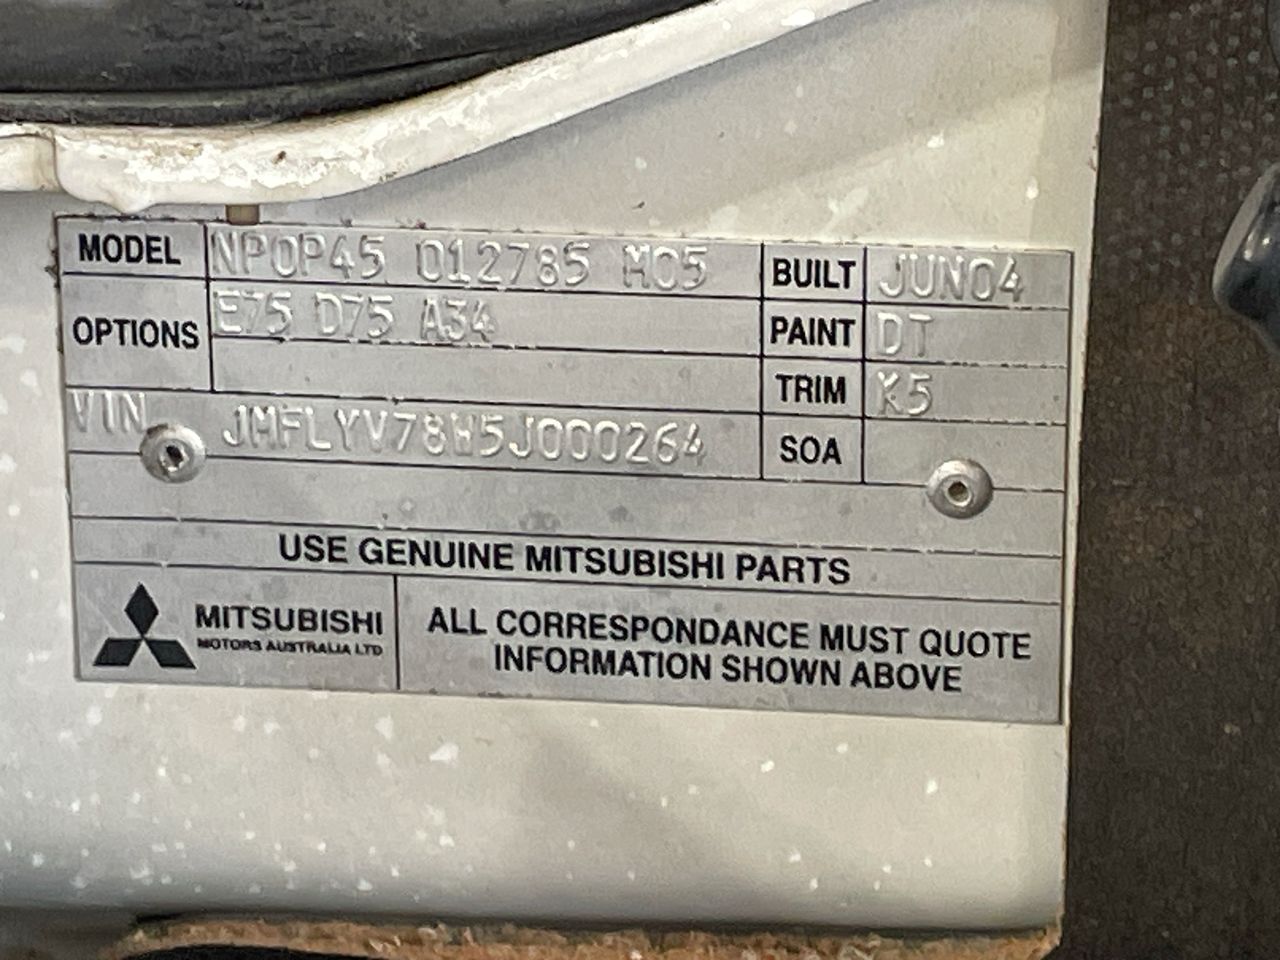 MODEL NP0P45 012785 M05 BUILT JUN04
OPTIONS E75 D75 A34 PAINT DT
TRIM K5
VIN JMFLYV78W5J000264 SOA
USE GENUINE MITSUBISHI PARTS
MITSUBISHI
MOTORS AUSTRALIA LTD
ALL CORRESPONDANCE MUST QUOTE
INFORMATION SHOWN ABOVE